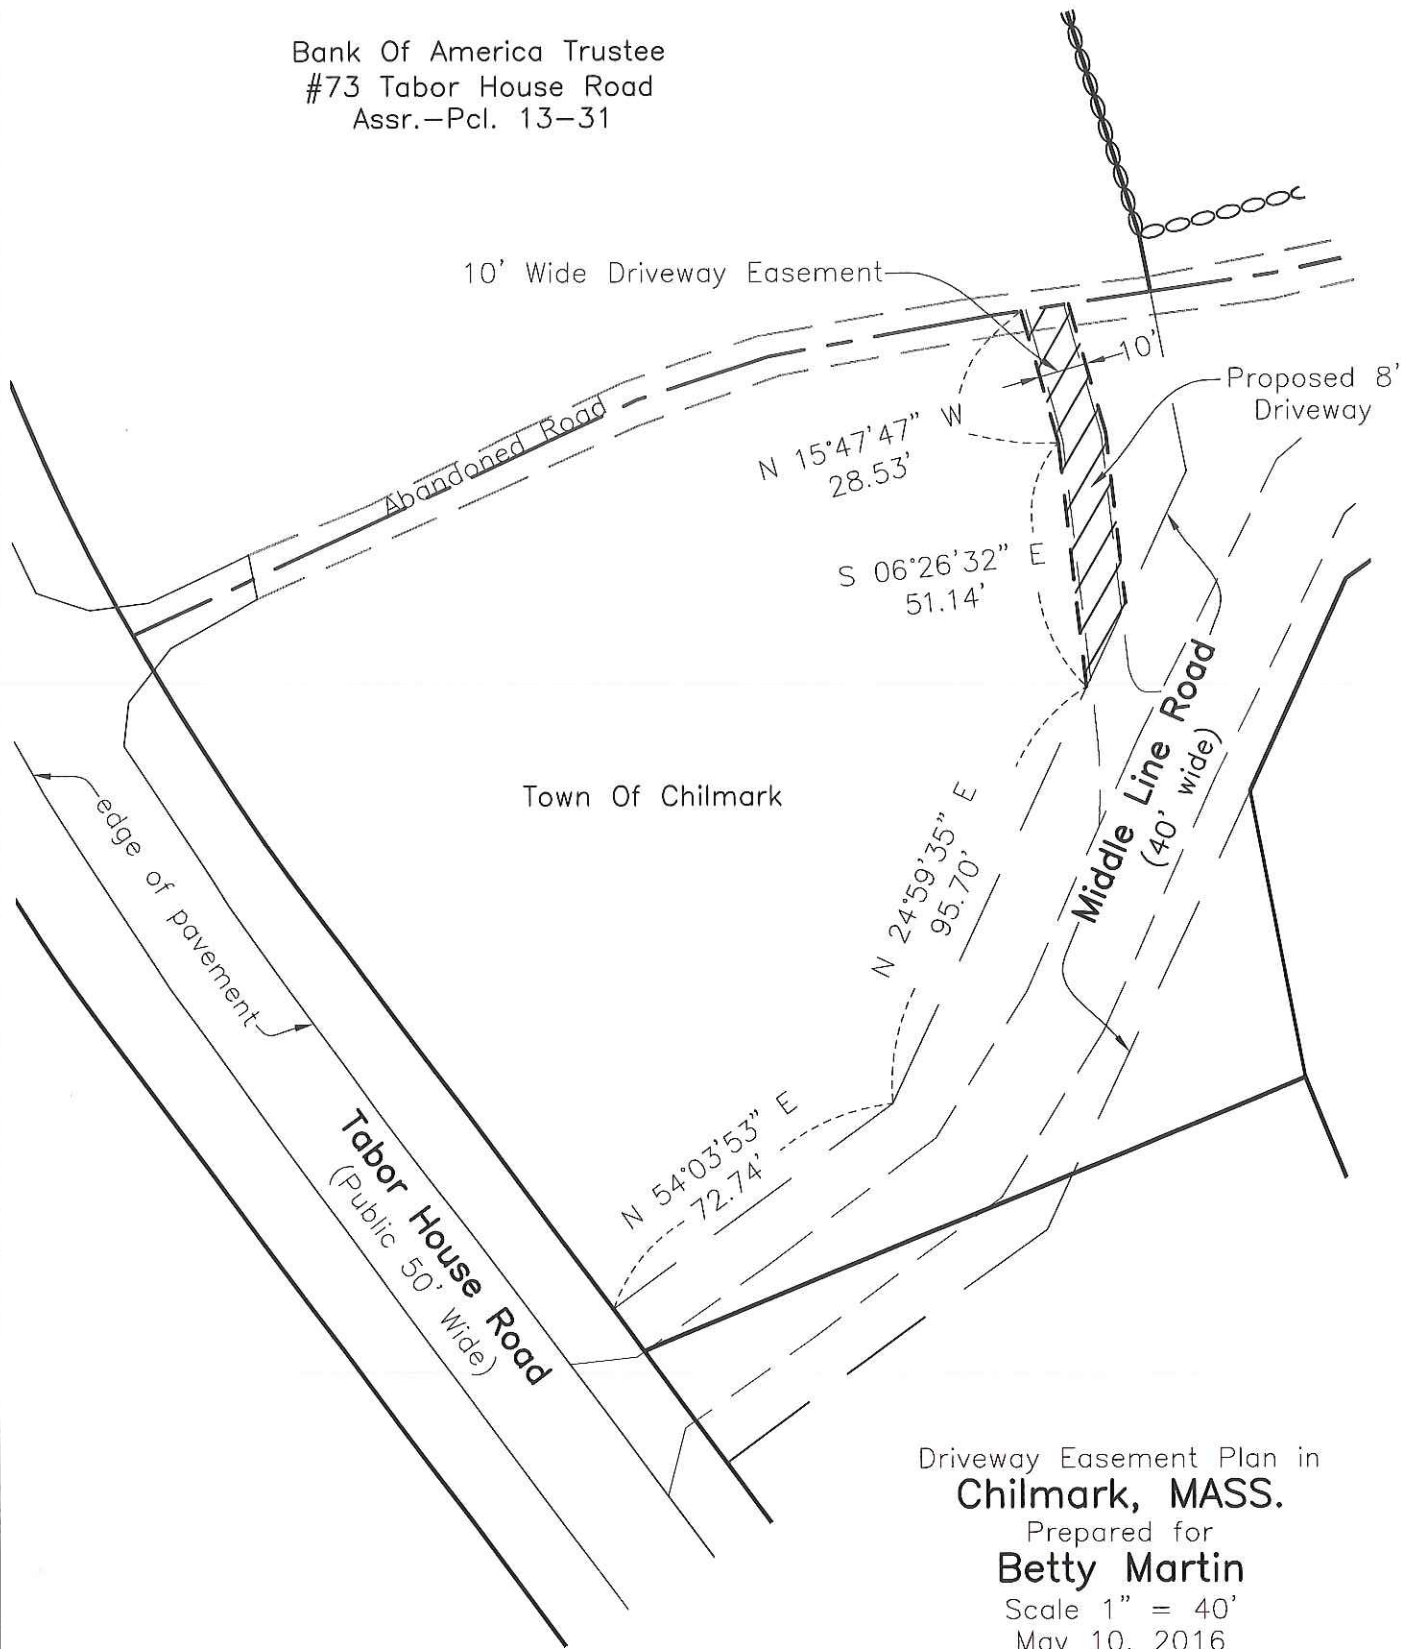 Bank Of America Trustee
#73 Tabor House Road
Assr.-Pcl. 13-31
10' Wide Driveway Easement
10'
Proposed 8'
Driveway
Abandoned Road
N 15°47'47" W
28.53'
S 06°26'32" E
51.14'
Town Of Chilmark
edge of pavement
N 24°59'35" E
95.70'
Middle Line Road
(40' wide)
N 54°03'53" E
72.74'
Tabor House Road
(Public 50' Wide)
Driveway Easement Plan in
Chilmark, MASS.
Prepared for
Betty Martin
Scale 1" = 40'
May 10, 2016